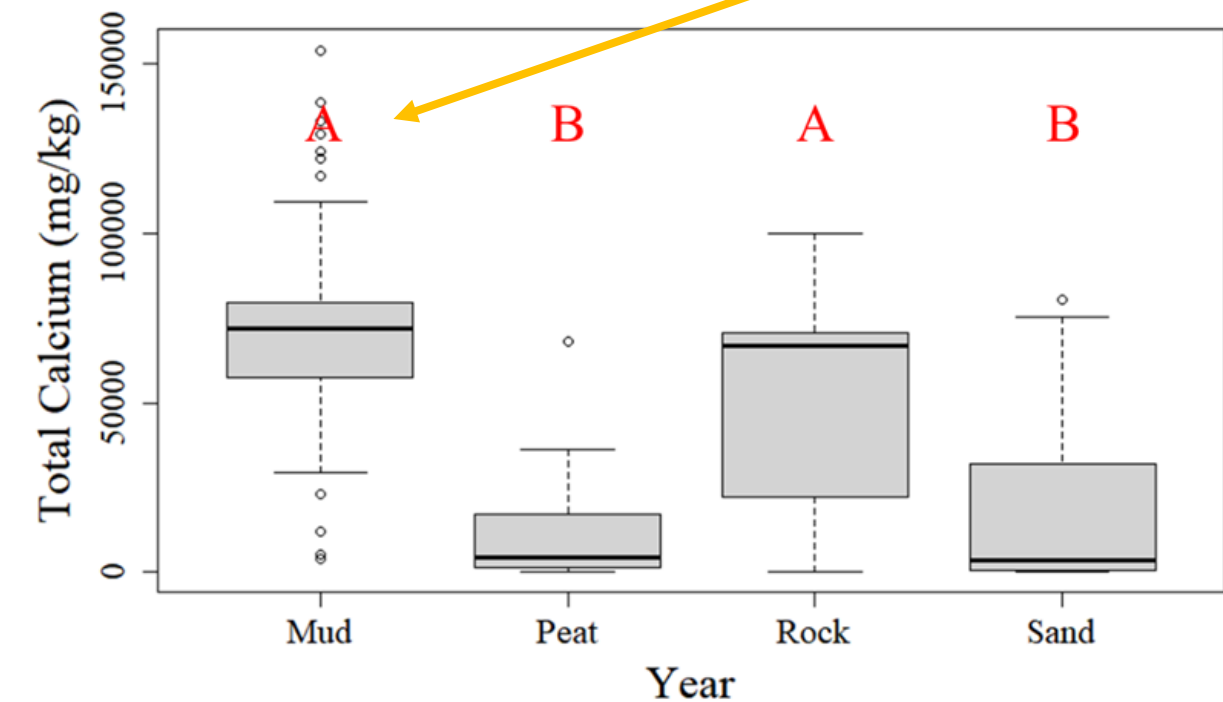 Total Calcium (mg/kg)
150000
100000
50000
0
A B A B
Mud Peat Rock Sand
Year